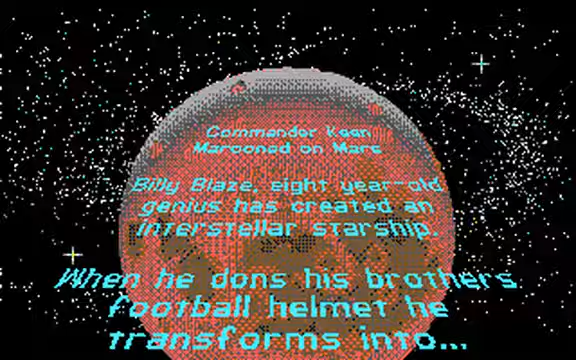 Commander Keen
Marooned on Mars
Billy Blaze, eight year-old
genius has created an
interstellar starship.
When he dons his brothers
football helmet he
transforms into...